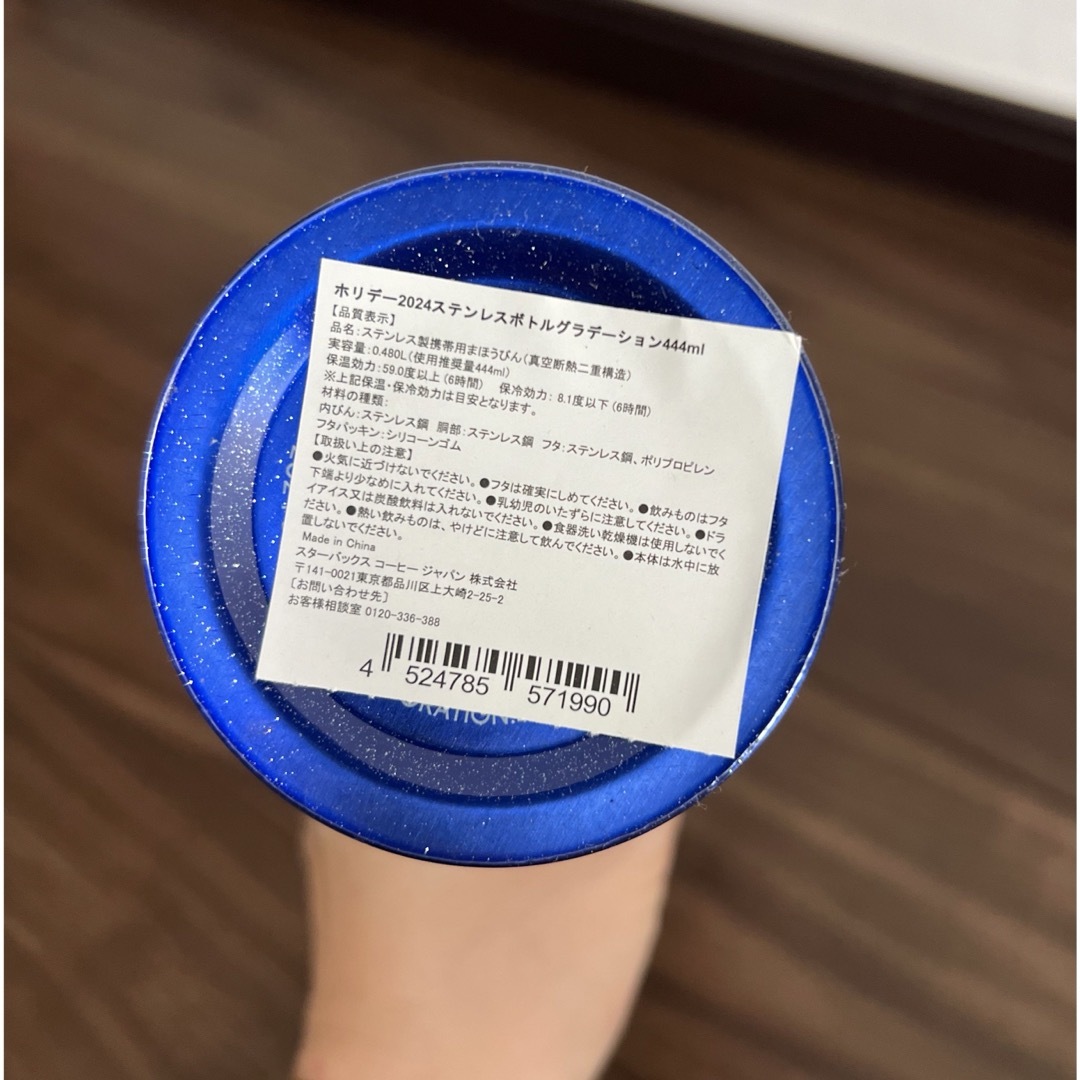 ホリデー2024ステンレスボトルグラデーション444ml
【品質表示】
品名：ステンレス製携帯用まほうびん（真空断熱二重構造）
実容量：0.480L（使用推奨量444ml）
保温効力：59.0度以上（6時間）　保冷効力：8.1度以下（6時間）
※上記保温・保冷効力は目安となります。
材料の種類：
内びん：ステンレス鋼　胴部：ステンレス鋼　フタ：ステンレス鋼、ポリプロピレン
フタパッキン：シリコーンゴム
【取扱い上の注意】
●火気に近づけないでください。●フタは確実にしめてください。●飲みものはフタ
下端より少なめに入れてください。●乳幼児のいたずらに注意してください。●ドラ
イアイス又は炭酸飲料は入れないでください。●食器洗い乾燥機は使用しないでく
ださい。●熱い飲みものは、やけどに注意して飲んでください。●本体は水中に放
置しないでください。
Made in China
スターバックス コーヒー ジャパン 株式会社
〒141-0021東京都品川区上大崎2-25-2
［お問い合わせ先］
お客様相談室 0120-336-388
4 524785 571990